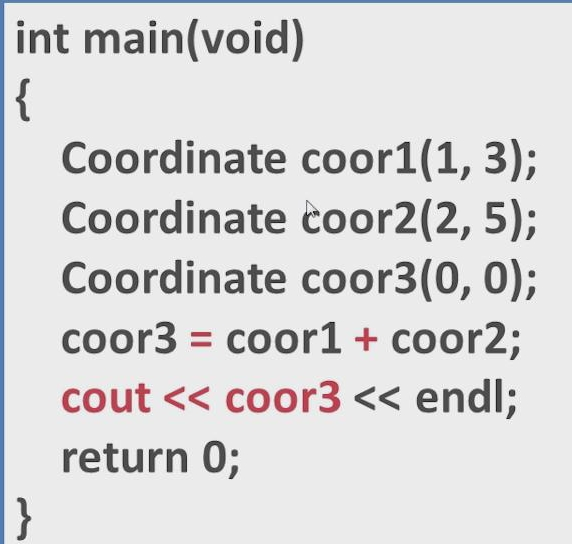 int main(void)
{
Coordinate coor1(1, 3);
Coordinate coor2(2, 5);
Coordinate coor3(0, 0);
coor3 = coor1 + coor2;
cout << coor3 << endl;
return 0;
}